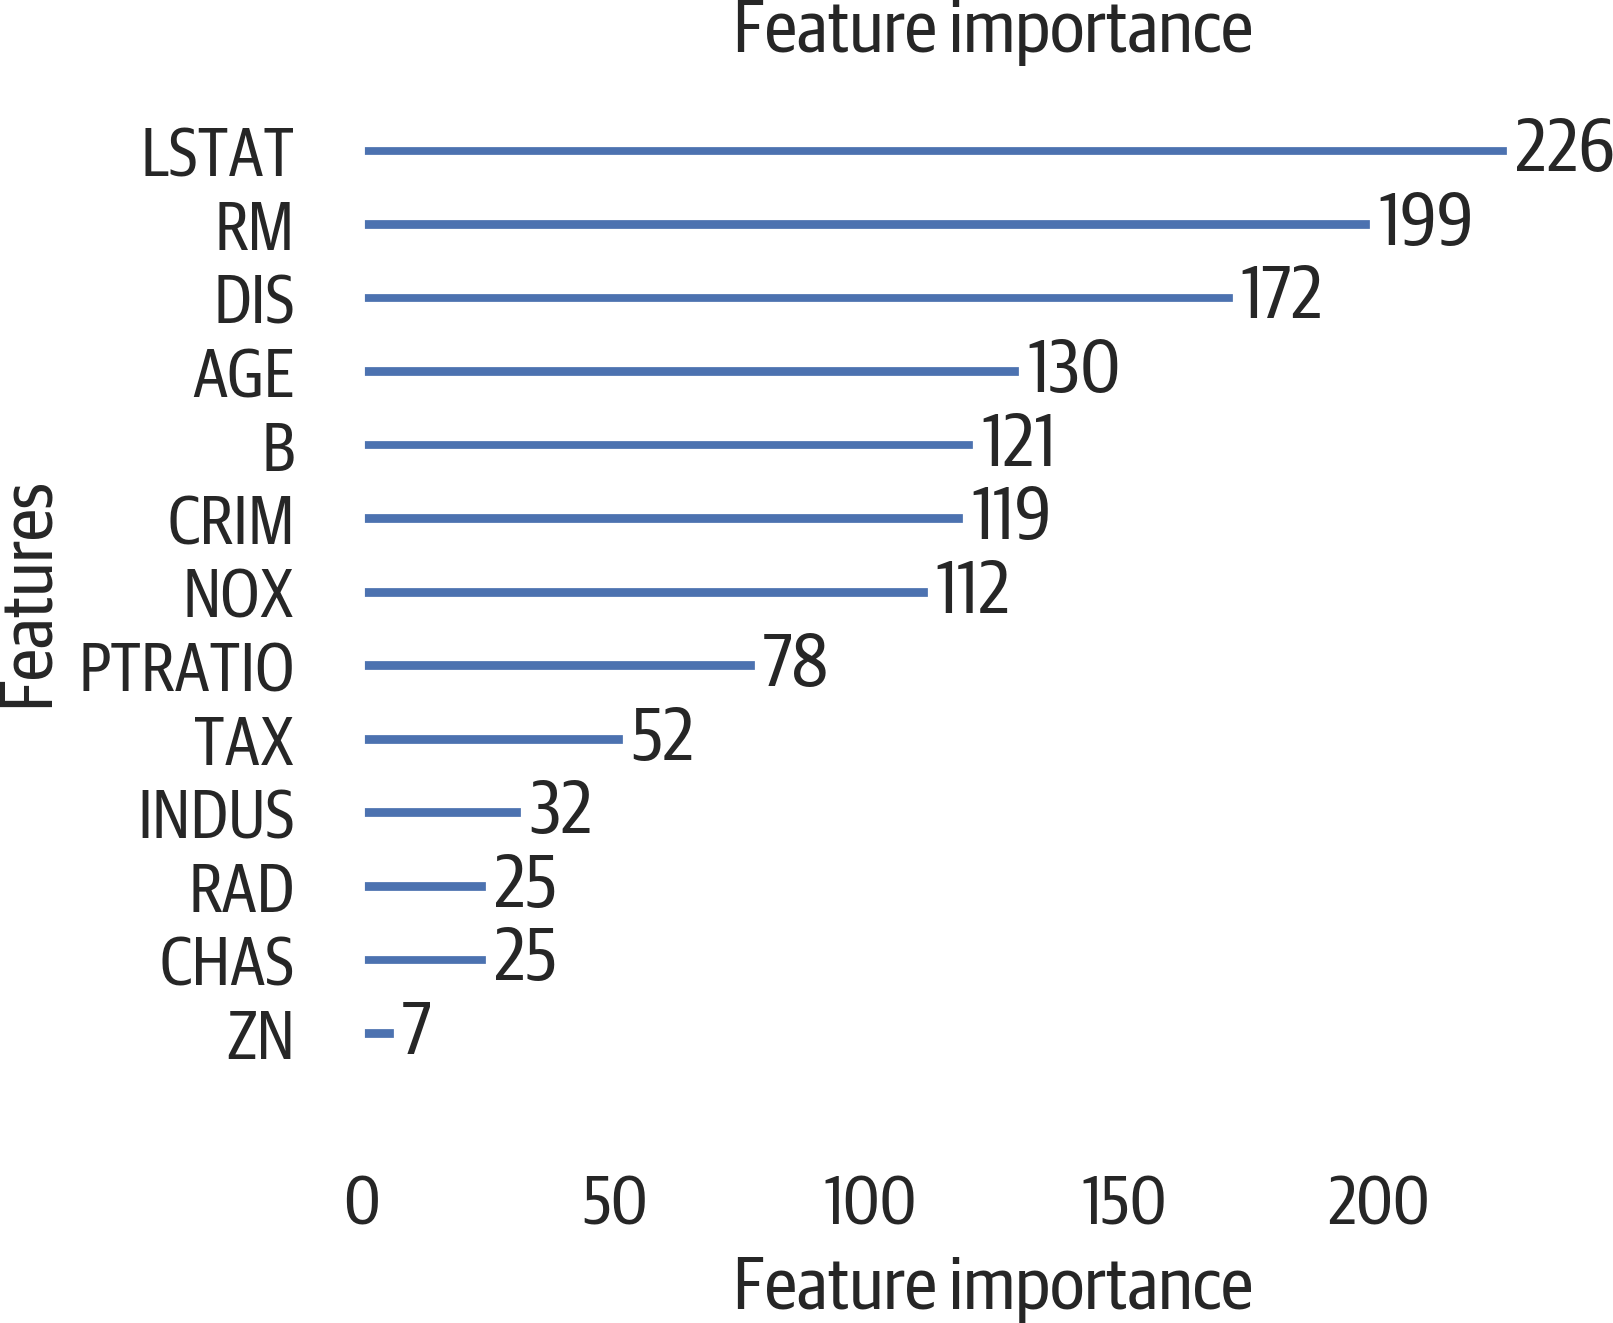 Feature importance
Features
LSTAT 226
RM 199
DIS 172
AGE 130
B 121
CRIM 119
NOX 112
PTRATIO 78
TAX 52
INDUS 32
RAD 25
CHAS 25
ZN 7
0 50 100 150 200
Feature importance